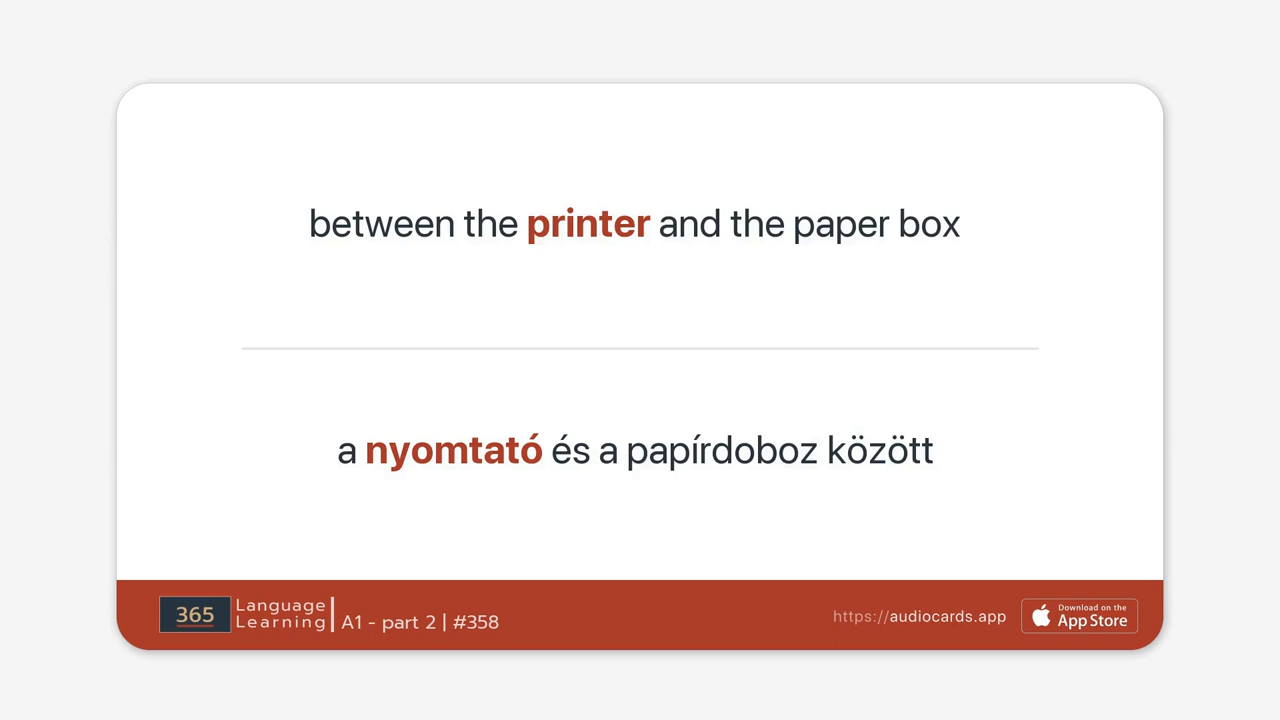 between the printer and the paper box
a nyomtató és a papírdoboz között
365
Language
Learning
A1 - part 2 | #358
https://audiocards.app
Download on the
App Store